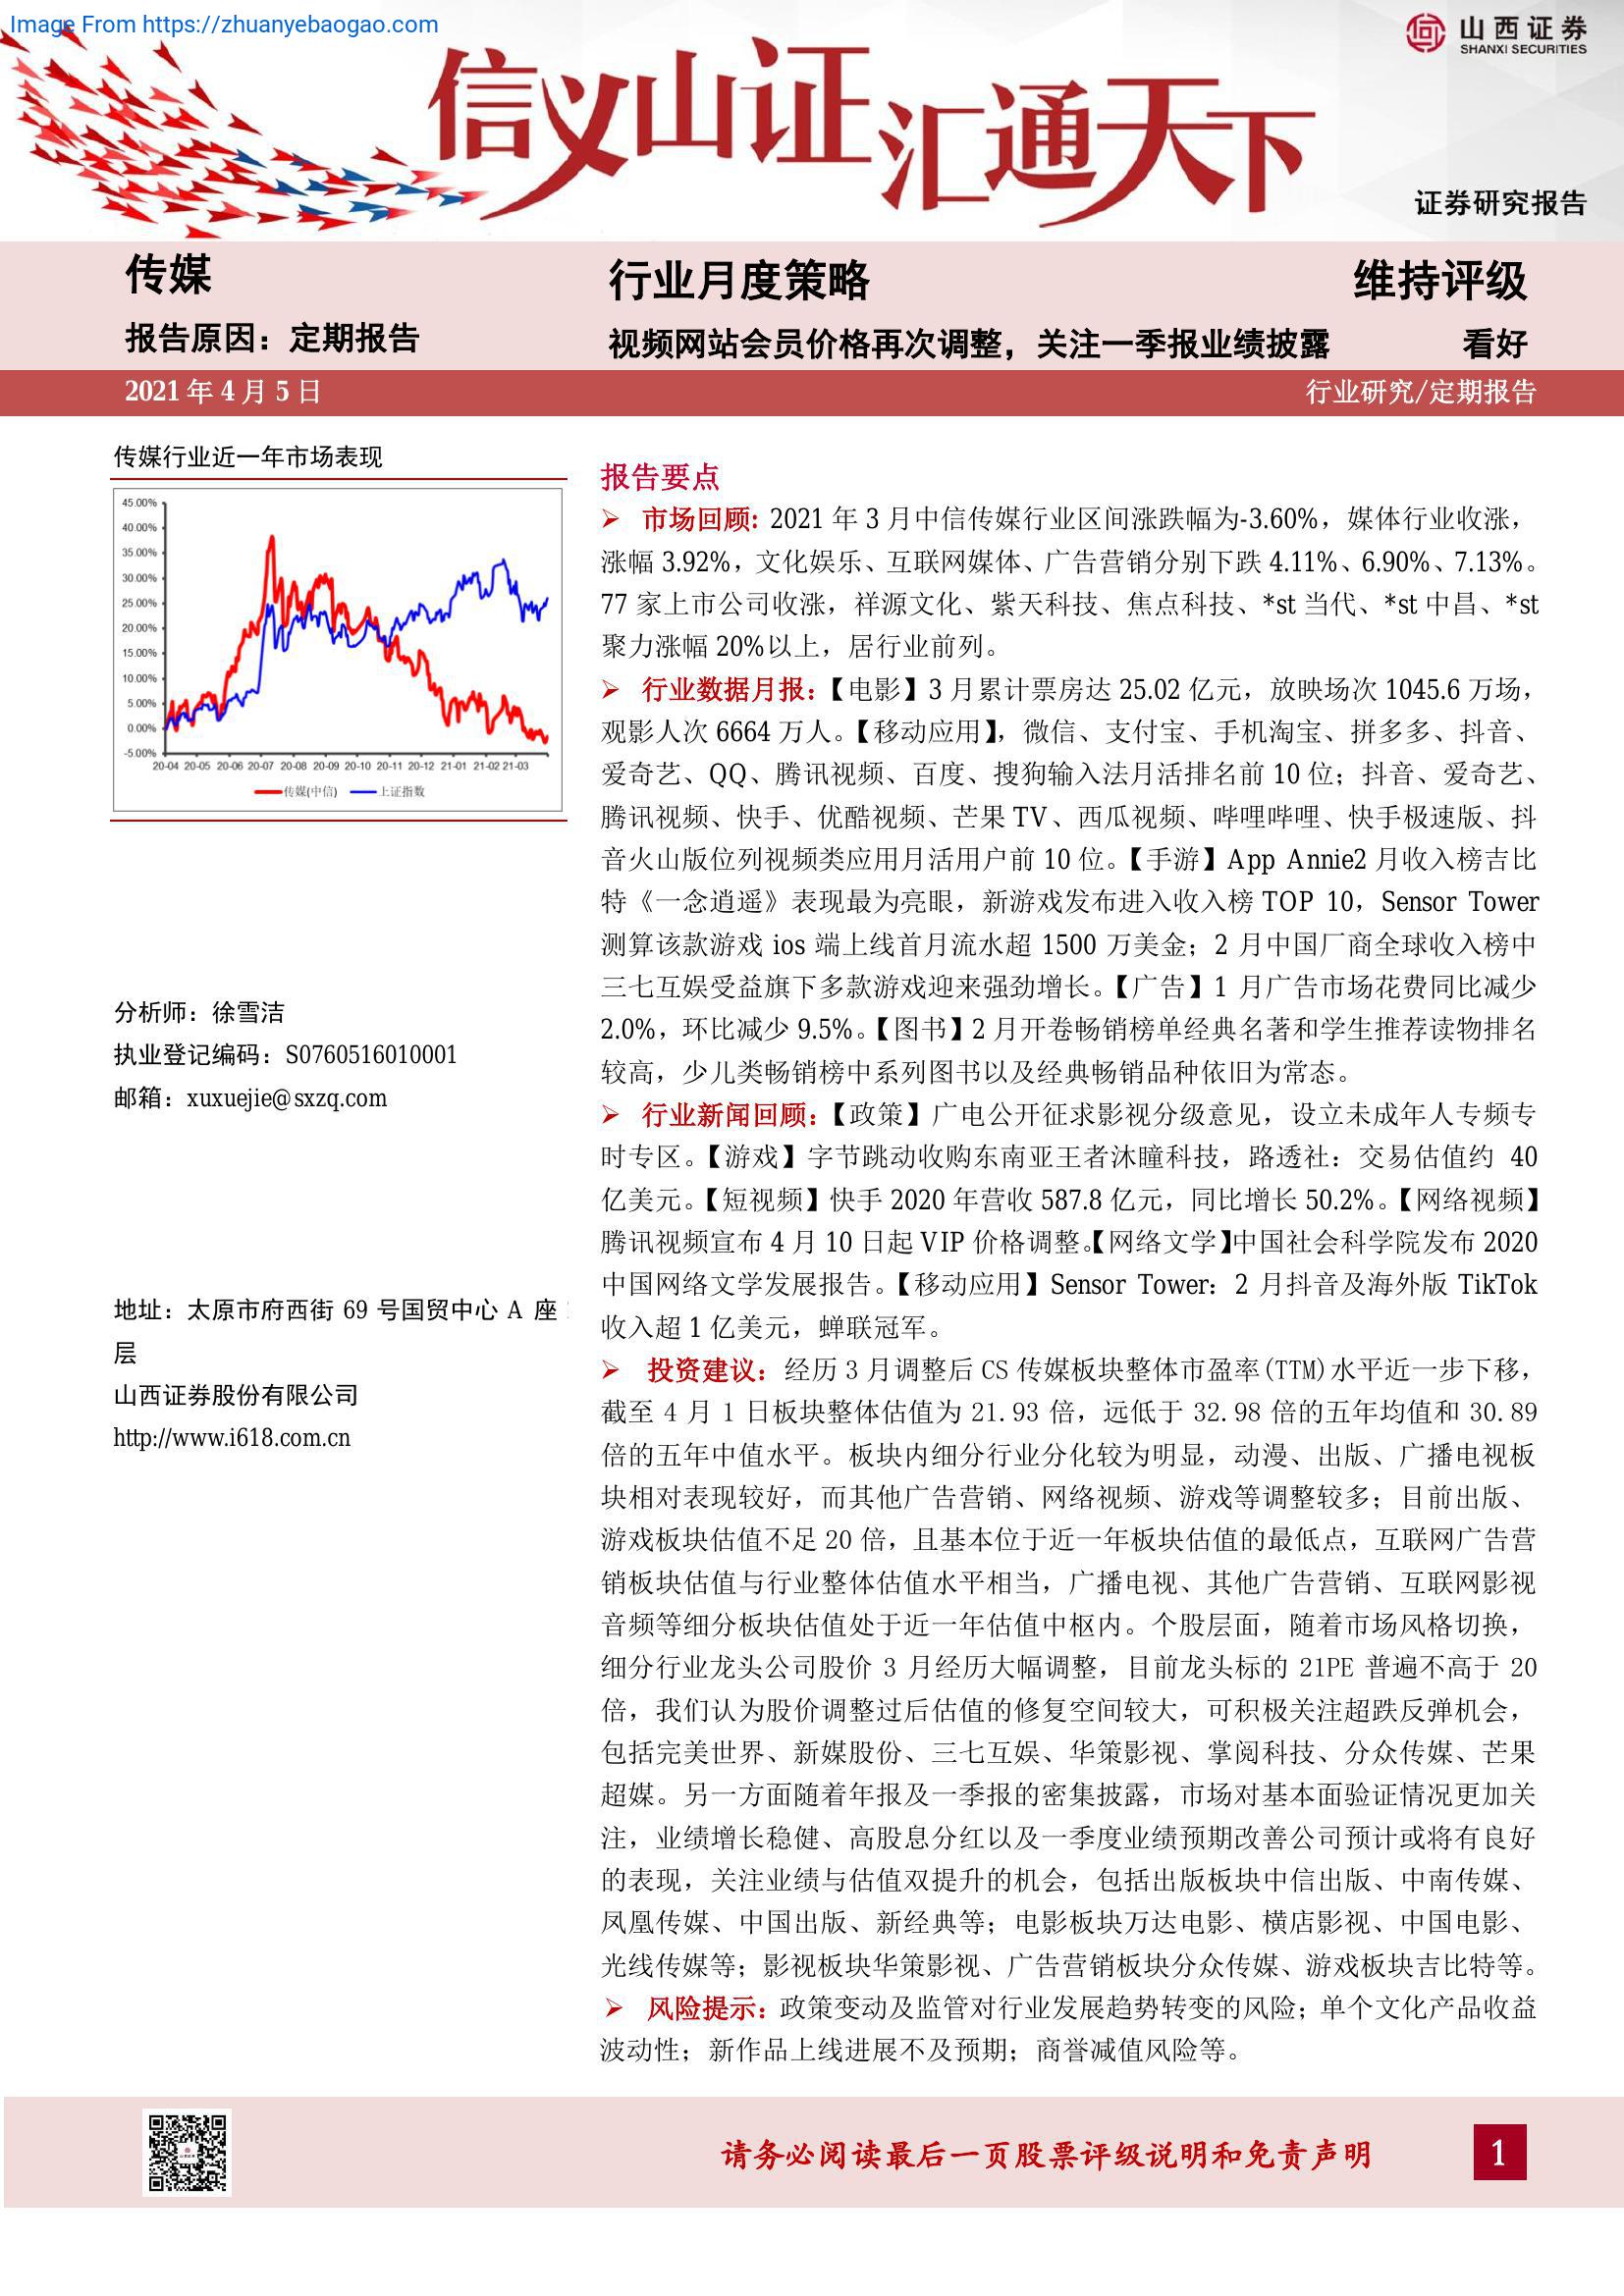 Image From https://zhuanyebaogao.com
山西证券
SHANXI SECURITIES
信义山证 汇通天下
证券研究报告
传媒
行业月度策略
维持评级
报告原因：定期报告
视频网站会员价格再次调整，关注一季报业绩披露
看好
2021 年 4 月 5 日
行业研究/定期报告
传媒行业近一年市场表现
45.00%
40.00%
35.00%
30.00%
25.00%
20.00%
15.00%
10.00%
5.00%
0.00%
-5.00%
20-04 20-05 20-06 20-07 20-08 20-09 20-10 20-11 20-12 21-01 21-02 21-03
传媒(中信) 上证指数
分析师：徐雪洁
执业登记编码：S0760516010001
邮箱：xuxuejie@sxzq.com
地址：太原市府西街 69 号国贸中心 A 座
层
山西证券股份有限公司
http://www.i618.com.cn
报告要点
➢ 市场回顾：2021 年 3 月中信传媒行业区间涨跌幅为-3.60%，媒体行业收涨，
涨幅 3.92%，文化娱乐、互联网媒体、广告营销分别下跌 4.11%、6.90%、7.13%。
77 家上市公司收涨，祥源文化、紫天科技、焦点科技、*st 当代、*st 中昌、*st
聚力涨幅 20%以上，居行业前列。
➢ 行业数据月报：【电影】3 月累计票房达 25.02 亿元，放映场次 1045.6 万场，
观影人次 6664 万人。【移动应用】，微信、支付宝、手机淘宝、拼多多、抖音、
爱奇艺、QQ、腾讯视频、百度、搜狗输入法月活排名前 10 位；抖音、爱奇艺、
腾讯视频、快手、优酷视频、芒果 TV、西瓜视频、哔哩哔哩、快手极速版、抖
音火山版位列视频类应用月活用户前 10 位。【手游】App Annie2 月收入榜吉比
特《一念逍遥》表现最为亮眼，新游戏发布进入收入榜 TOP 10，Sensor Tower
测算该款游戏 ios 端上线首月流水超 1500 万美金；2 月中国厂商全球收入榜中
三七互娱受益旗下多款游戏迎来强劲增长。【广告】1 月广告市场花费同比减少
2.0%，环比减少 9.5%。【图书】2 月开卷畅销榜单经典名著和学生推荐读物排名
较高，少儿类畅销榜中系列图书以及经典畅销品种依旧为常态。
➢ 行业新闻回顾：【政策】广电公开征求影视分级意见，设立未成年人专频专
时专区。【游戏】字节跳动收购东南亚王者沐瞳科技，路透社：交易估值约 40
亿美元。【短视频】快手 2020 年营收 587.8 亿元，同比增长 50.2%。【网络视频】
腾讯视频宣布 4 月 10 日起 VIP 价格调整。【网络文学】中国社会科学院发布 2020
中国网络文学发展报告。【移动应用】Sensor Tower：2 月抖音及海外版 TikTok
收入超 1 亿美元，蝉联冠军。
➢ 投资建议：经历 3 月调整后 CS 传媒板块整体市盈率(TTM)水平近一步下移，
截至 4 月 1 日板块整体估值为 21.93 倍，远低于 32.98 倍的五年均值和 30.89
倍的五年中值水平。板块内细分行业分化较为明显，动漫、出版、广播电视板
块相对表现较好，而其他广告营销、网络视频、游戏等调整较多；目前出版、
游戏板块估值不足 20 倍，且基本位于近一年板块估值的最低点，互联网广告营
销板块估值与行业整体估值水平相当，广播电视、其他广告营销、互联网影视
音频等细分板块估值处于近一年估值中枢内。个股层面，随着市场风格切换，
细分行业龙头公司股价 3 月经历大幅调整，目前龙头标的 21PE 普遍不高于 20
倍，我们认为股价调整过后估值的修复空间较大，可积极关注超跌反弹机会，
包括完美世界、新媒股份、三七互娱、华策影视、掌阅科技、分众传媒、芒果
超媒。另一方面随着年报及一季报的密集披露，市场对基本面验证情况更加关
注，业绩增长稳健、高股息分红以及一季度业绩预期改善公司预计或将有良好
的表现，关注业绩与估值双提升的机会，包括出版板块中信出版、中南传媒、
凤凰传媒、中国出版、新经典等；电影板块万达电影、横店影视、中国电影、
光线传媒等；影视板块华策影视、广告营销板块分众传媒、游戏板块吉比特等。
➢ 风险提示：政策变动及监管对行业发展趋势转变的风险；单个文化产品收益
波动性；新作品上线进展不及预期；商誉减值风险等。
请务必阅读最后一页股票评级说明和免责声明
1